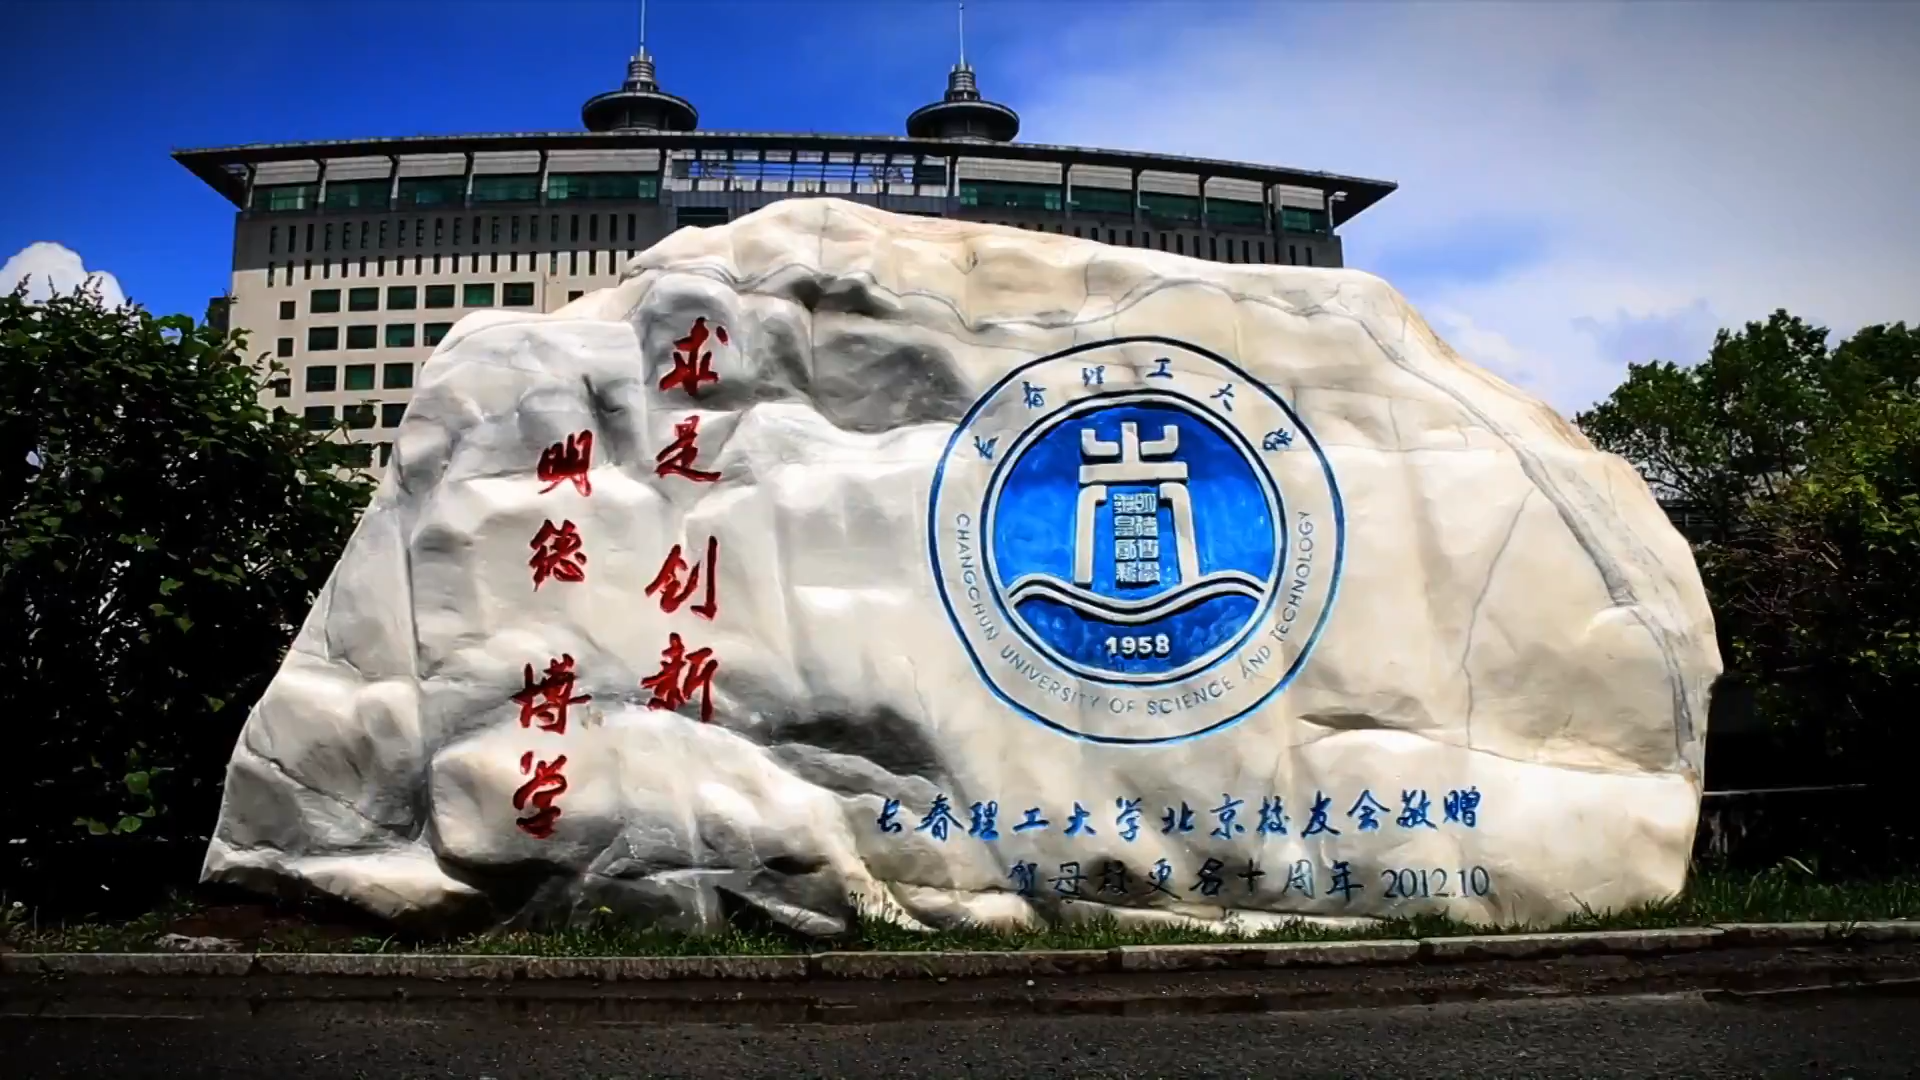 求是创新
明德 博学
长春理工大学
CHANGCHUN UNIVERSITY OF SCIENCE AND TECHNOLOGY
1958
长春理工大学北京校友会敬赠
贺母校更名十周年 2012.10